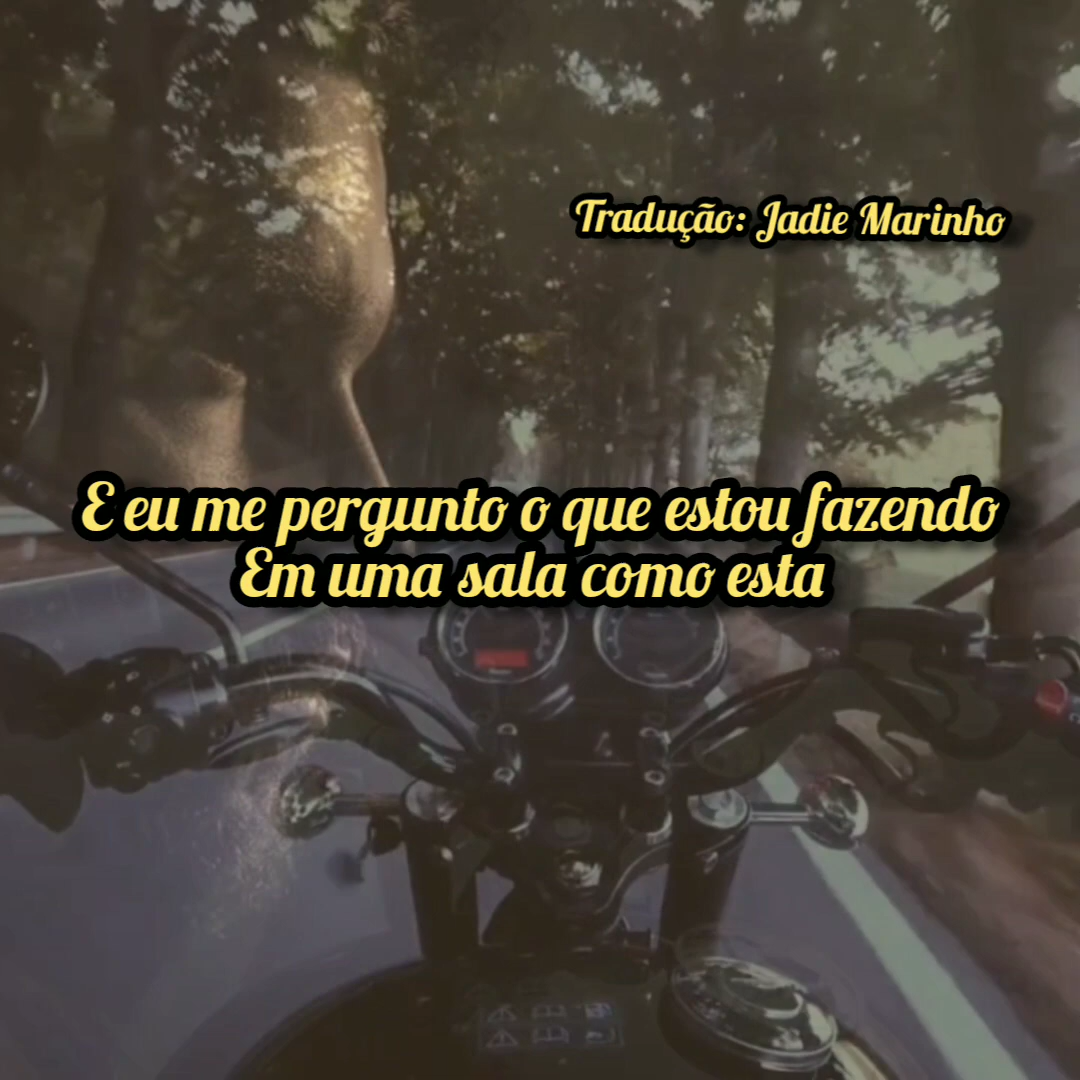 Tradução: Jadie Marinho
E eu me pergunto o que estou fazendo
Em uma sala como esta